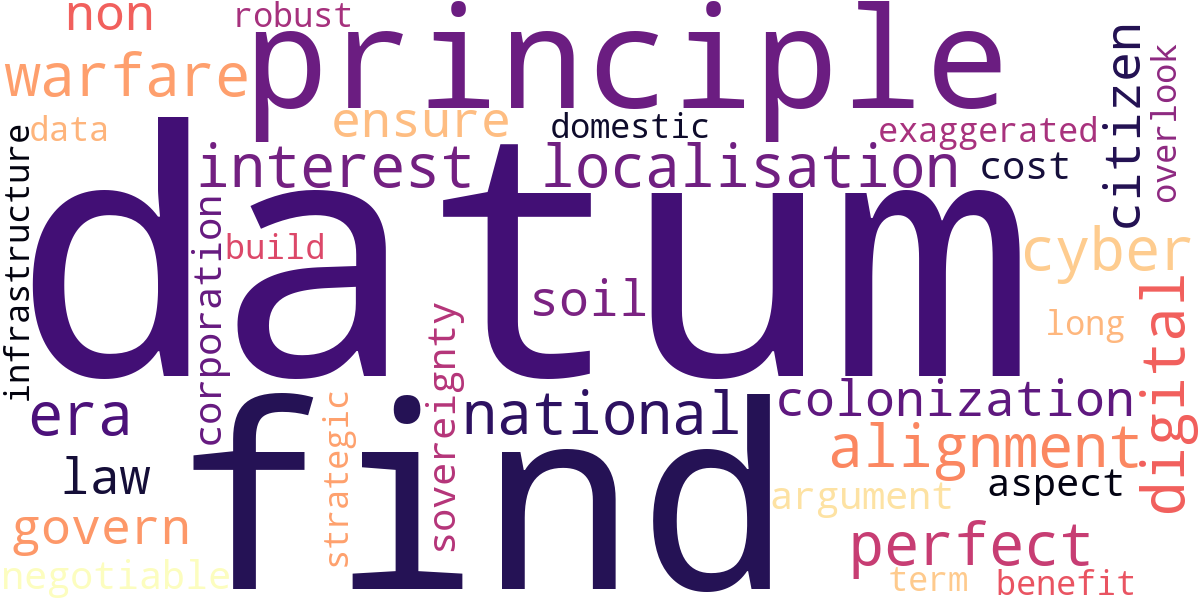 non
robust
principle
warfare
data
ensure
domestic
exaggerated
citizen
overlook
infrastructure
interest
localisation
cost
datum
corporation
build
soil
cyber
long
digital
era
sovereignty
national
colonization
find
strategic
law
alignment
aspect
govern
argument
perfect
negotiable
term
benefit